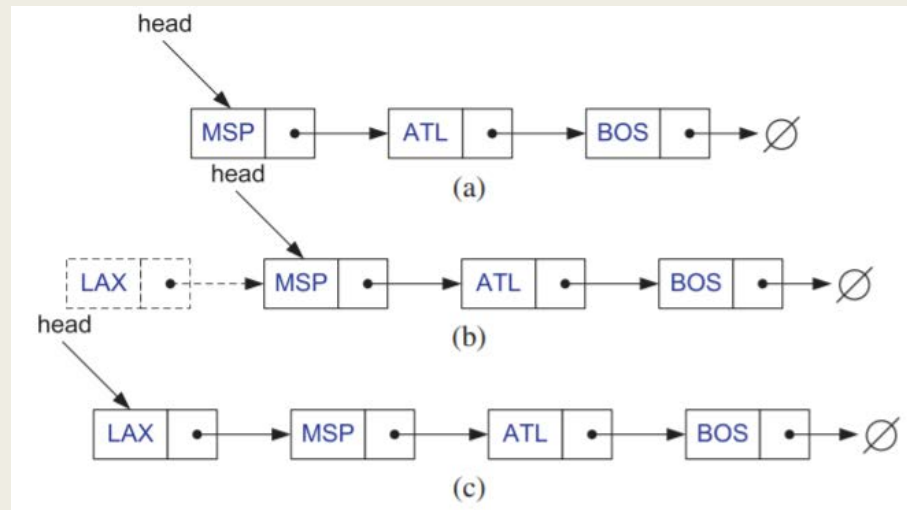 head
MSP ATL BOS ∅
(a)
head
LAX MSP ATL BOS ∅
(b)
head
LAX MSP ATL BOS ∅
(c)